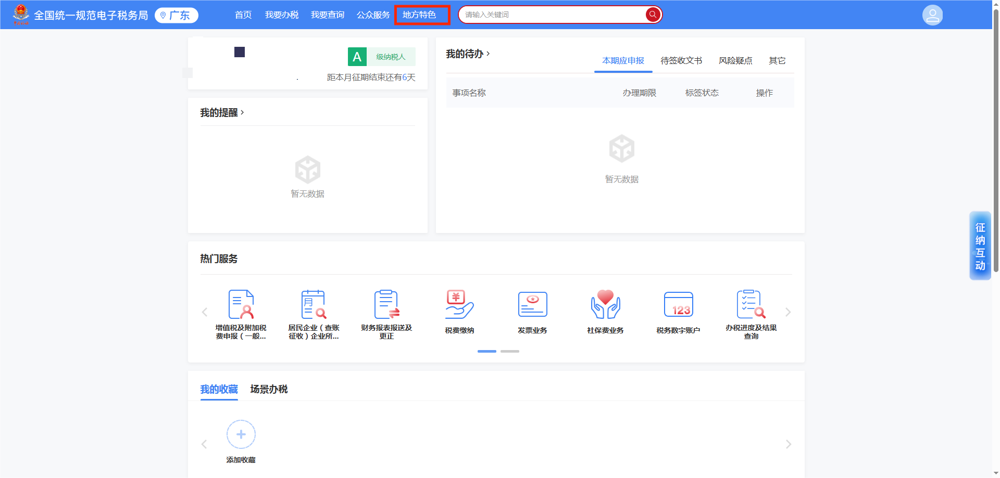 全国统一规范电子税务局
广东
首页
我要办税
我要查询
公众服务
地方特色
请输入关键词
A
级纳税人
距本月征期结束还有6天
我的提醒
暂无数据
我的待办
本期应申报
待签收文书
风险疑点
其它
事项名称
办理期限
标签状态
操作
暂无数据
征
纳
互
动
热门服务
增值税及附加税
费申报（一般...
居民企业（查账
征收）企业所...
财务报表报送及
更正
税费缴纳
发票业务
社保费业务
税务数字账户
办税进度及结果
查询
月
¥
123
我的收藏
场景办税
添加收藏